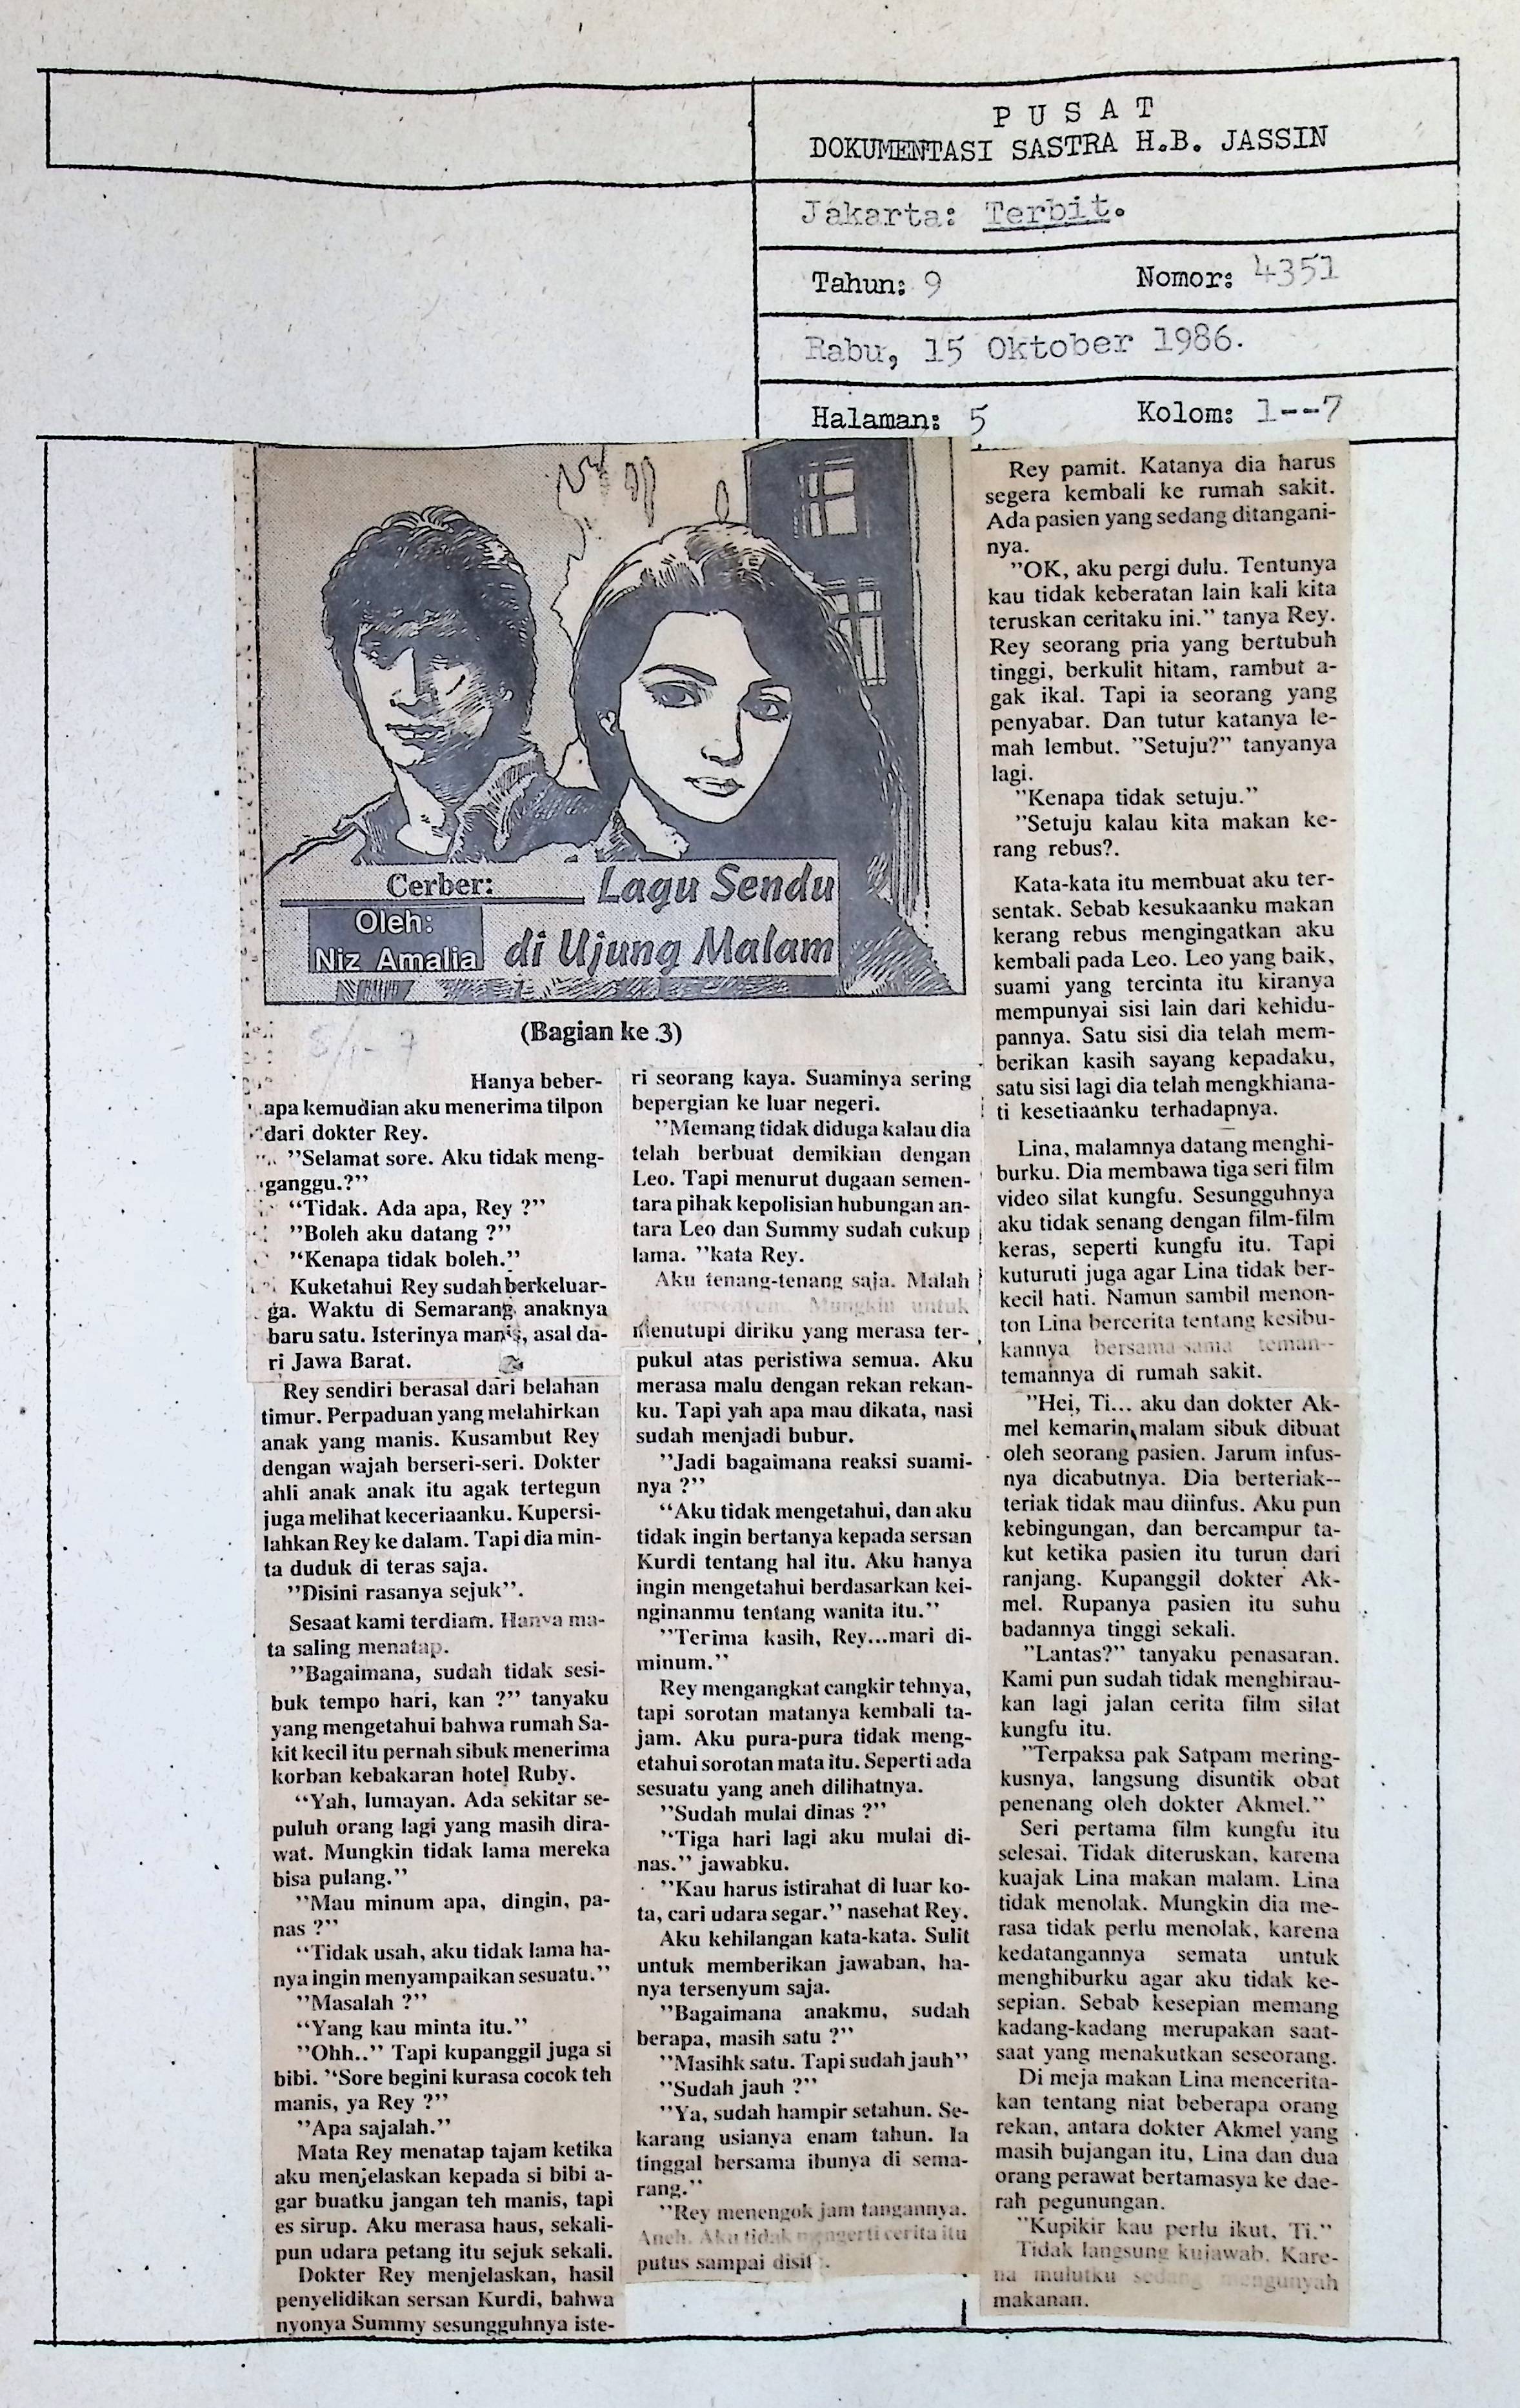 P U S A T
DOKUMENTASI SASTRA H.B. JASSIN
Jakarta: Terbit.
Tahun: 9 Nomor: 4351
Rabu, 15 Oktober 1986.
Halaman: 5 Kolom: 1--7
Cerber: Lagu Sendu
di Ujung Malam
Oleh:
Niz Amalia
(Bagian ke 3)
5/1-7
Hanya beber-
apa kemudian aku menerima tilpon
dari dokter Rey.
"Selamat sore. Aku tidak meng-
ganggu.?"
"Tidak. Ada apa, Rey ?"
"Boleh aku datang ?"
"Kenapa tidak boleh."
Kuketahui Rey sudah berkeluar-
ga. Waktu di Semarang anaknya
baru satu. Isterinya manis, asal da-
ri Jawa Barat.
Rey sendiri berasal dari belahan
timur. Perpaduan yang melahirkan
anak yang manis. Kusambut Rey
dengan wajah berseri-seri. Dokter
ahli anak anak itu agak tertegun
juga melihat keceriaanku. Kupersi-
lahkan Rey ke dalam. Tapi dia min-
ta duduk di teras saja.
"Disini rasanya sejuk".
Sesaat kami terdiam. Hanya ma-
ta saling menatap.
"Bagaimana, sudah tidak sesi-
buk tempo hari, kan ?" tanyaku
yang mengetahui bahwa rumah Sa-
kit kecil itu pernah sibuk menerima
korban kebakaran hotel Ruby.
"Yah, lumayan. Ada sekitar se-
puluh orang lagi yang masih dira-
wat. Mungkin tidak lama mereka
bisa pulang."
"Mau minum apa, dingin, pa-
nas ?"
"Tidak usah, aku tidak lama ha-
nya ingin menyampaikan sesuatu."
"Masalah ?"
"Yang kau minta itu."
"Ohh.." Tapi kupanggil juga si
bibi. "Sore begini kurasa cocok teh
manis, ya Rey ?"
"Apa sajalah."
Mata Rey menatap tajam ketika
aku menjelaskan kepada si bibi a-
gar buatku jangan teh manis, tapi
es sirup. Aku merasa haus, sekali-
pun udara petang itu sejuk sekali.
Dokter Rey menjelaskan, hasil
penyelidikan sersan Kurdi, bahwa
nyonya Summy sesungguhnya iste-
ri seorang kaya. Suaminya sering
bepergian ke luar negeri.
"Memang tidak diduga kalau dia
telah berbuat demikian dengan
Leo. Tapi menurut dugaan semen-
tara pihak kepolisian hubungan an-
tara Leo dan Summy sudah cukup
lama. "kata Rey.
Aku tenang-tenang saja. Malah
tersenyum. Mungkin untuk
menutupi diriku yang merasa ter-
pukul atas peristiwa semua. Aku
merasa malu dengan rekan rekan-
ku. Tapi yah apa mau dikata, nasi
sudah menjadi bubur.
"Jadi bagaimana reaksi suami-
nya ?"
"Aku tidak mengetahui, dan aku
tidak ingin bertanya kepada sersan
Kurdi tentang hal itu. Aku hanya
ingin mengetahui berdasarkan kei-
nginanmu tentang wanita itu."
"Terima kasih, Rey...mari di-
minum."
Rey mengangkat cangkir tehnya,
tapi sorotan matanya kembali ta-
jam. Aku pura-pura tidak meng-
etahui sorotan mata itu. Seperti ada
sesuatu yang aneh dilihatnya.
"Sudah mulai dinas ?"
"Tiga hari lagi aku mulai di-
nas." jawabku.
"Kau harus istirahat di luar ko-
ta, cari udara segar." nasehat Rey.
Aku kehilangan kata-kata. Sulit
untuk memberikan jawaban, ha-
nya tersenyum saja.
"Bagaimana anakmu, sudah
berapa, masih satu ?"
"Masihk satu. Tapi sudah jauh"
"Sudah jauh ?"
"Ya, sudah hampir setahun. Se-
karang usianya enam tahun. Ia
tinggal bersama ibunya di sema-
rang."
"Rey menengok jam tangannya.
Aneh. Aku tidak mengerti cerita itu
putus sampai disit .
Rey pamit. Katanya dia harus
segera kembali ke rumah sakit.
Ada pasien yang sedang ditangani-
nya.
"OK, aku pergi dulu. Tentunya
kau tidak keberatan lain kali kita
teruskan ceritaku ini." tanya Rey.
Rey seorang pria yang bertubuh
tinggi, berkulit hitam, rambut a-
gak ikal. Tapi ia seorang yang
penyabar. Dan tutur katanya le-
mah lembut. "Setuju?" tanyanya
lagi.
"Kenapa tidak setuju."
"Setuju kalau kita makan ke-
rang rebus?.
Kata-kata itu membuat aku ter-
sentak. Sebab kesukaanku makan
kerang rebus mengingatkan aku
kembali pada Leo. Leo yang baik,
suami yang tercinta itu kiranya
mempunyai sisi lain dari kehidu-
pannya. Satu sisi dia telah mem-
berikan kasih sayang kepadaku,
satu sisi lagi dia telah mengkhiana-
ti kesetiaanku terhadapnya.
Lina, malamnya datang menghi-
burku. Dia membawa tiga seri film
video silat kungfu. Sesungguhnya
aku tidak senang dengan film-film
keras, seperti kungfu itu. Tapi
kuturuti juga agar Lina tidak ber-
kecil hati. Namun sambil menon-
ton Lina bercerita tentang kesibu-
kannya bersama-sama teman--
temannya di rumah sakit.
"Hei, Ti... aku dan dokter Ak-
mel kemarin malam sibuk dibuat
oleh seorang pasien. Jarum infus-
nya dicabutnya. Dia berteriak--
teriak tidak mau diinfus. Aku pun
kebingungan, dan bercampur ta-
kut ketika pasien itu turun dari
ranjang. Kupanggil dokter Ak-
mel. Rupanya pasien itu suhu
badannya tinggi sekali.
"Lantas?" tanyaku penasaran.
Kami pun sudah tidak menghirau-
kan lagi jalan cerita film silat
kungfu itu.
"Terpaksa pak Satpam mering-
kusnya, langsung disuntik obat
penenang oleh dokter Akmel."
Seri pertama film kungfu itu
selesai. Tidak diteruskan, karena
kuajak Lina makan malam. Lina
tidak menolak. Mungkin dia me-
rasa tidak perlu menolak, karena
kedatangannya semata untuk
menghiburku agar aku tidak ke-
sepian. Sebab kesepian memang
kadang-kadang merupakan saat-
saat yang menakutkan seseorang.
Di meja makan Lina mencerita-
kan tentang niat beberapa orang
rekan, antara dokter Akmel yang
masih bujangan itu, Lina dan dua
orang perawat bertamasya ke dae-
rah pegunungan.
"Kupikir kau perlu ikut, Ti."
Tidak langsung kujawab. Kare-
na mulutku sedang mengunyah
makanan.